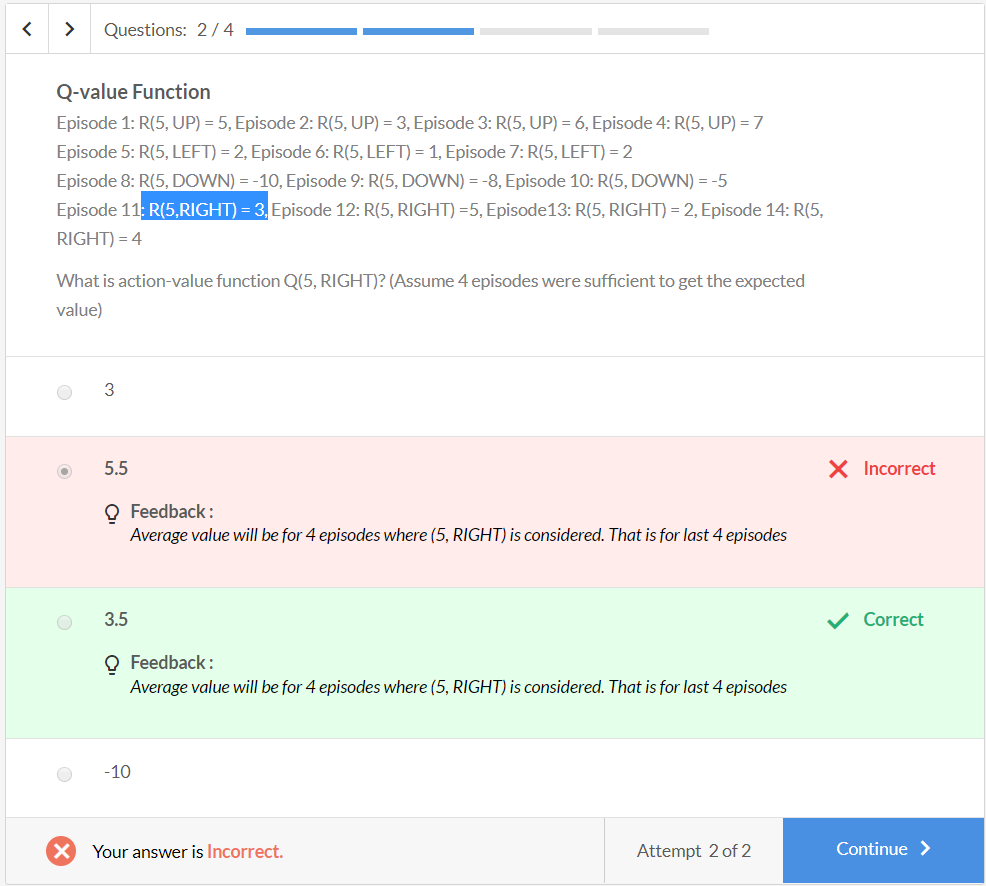 Questions: 2 / 4
Q-value Function
Episode 1: R(5, UP) = 5, Episode 2: R(5, UP) = 3, Episode 3: R(5, UP) = 6, Episode 4: R(5, UP) = 7
Episode 5: R(5, LEFT) = 2, Episode 6: R(5, LEFT) = 1, Episode 7: R(5, LEFT) = 2
Episode 8: R(5, DOWN) = -10, Episode 9: R(5, DOWN) = -8, Episode 10: R(5, DOWN) = -5
Episode 11: R(5,RIGHT) = 3, Episode 12: R(5, RIGHT) =5, Episode13: R(5, RIGHT) = 2, Episode 14: R(5,
RIGHT) = 4
What is action-value function Q(5, RIGHT)? (Assume 4 episodes were sufficient to get the expected
value)
3
5.5 Incorrect
Feedback :
Average value will be for 4 episodes where (5, RIGHT) is considered. That is for last 4 episodes
3.5 Correct
Feedback :
Average value will be for 4 episodes where (5, RIGHT) is considered. That is for last 4 episodes
-10
Your answer is Incorrect. Attempt 2 of 2 Continue